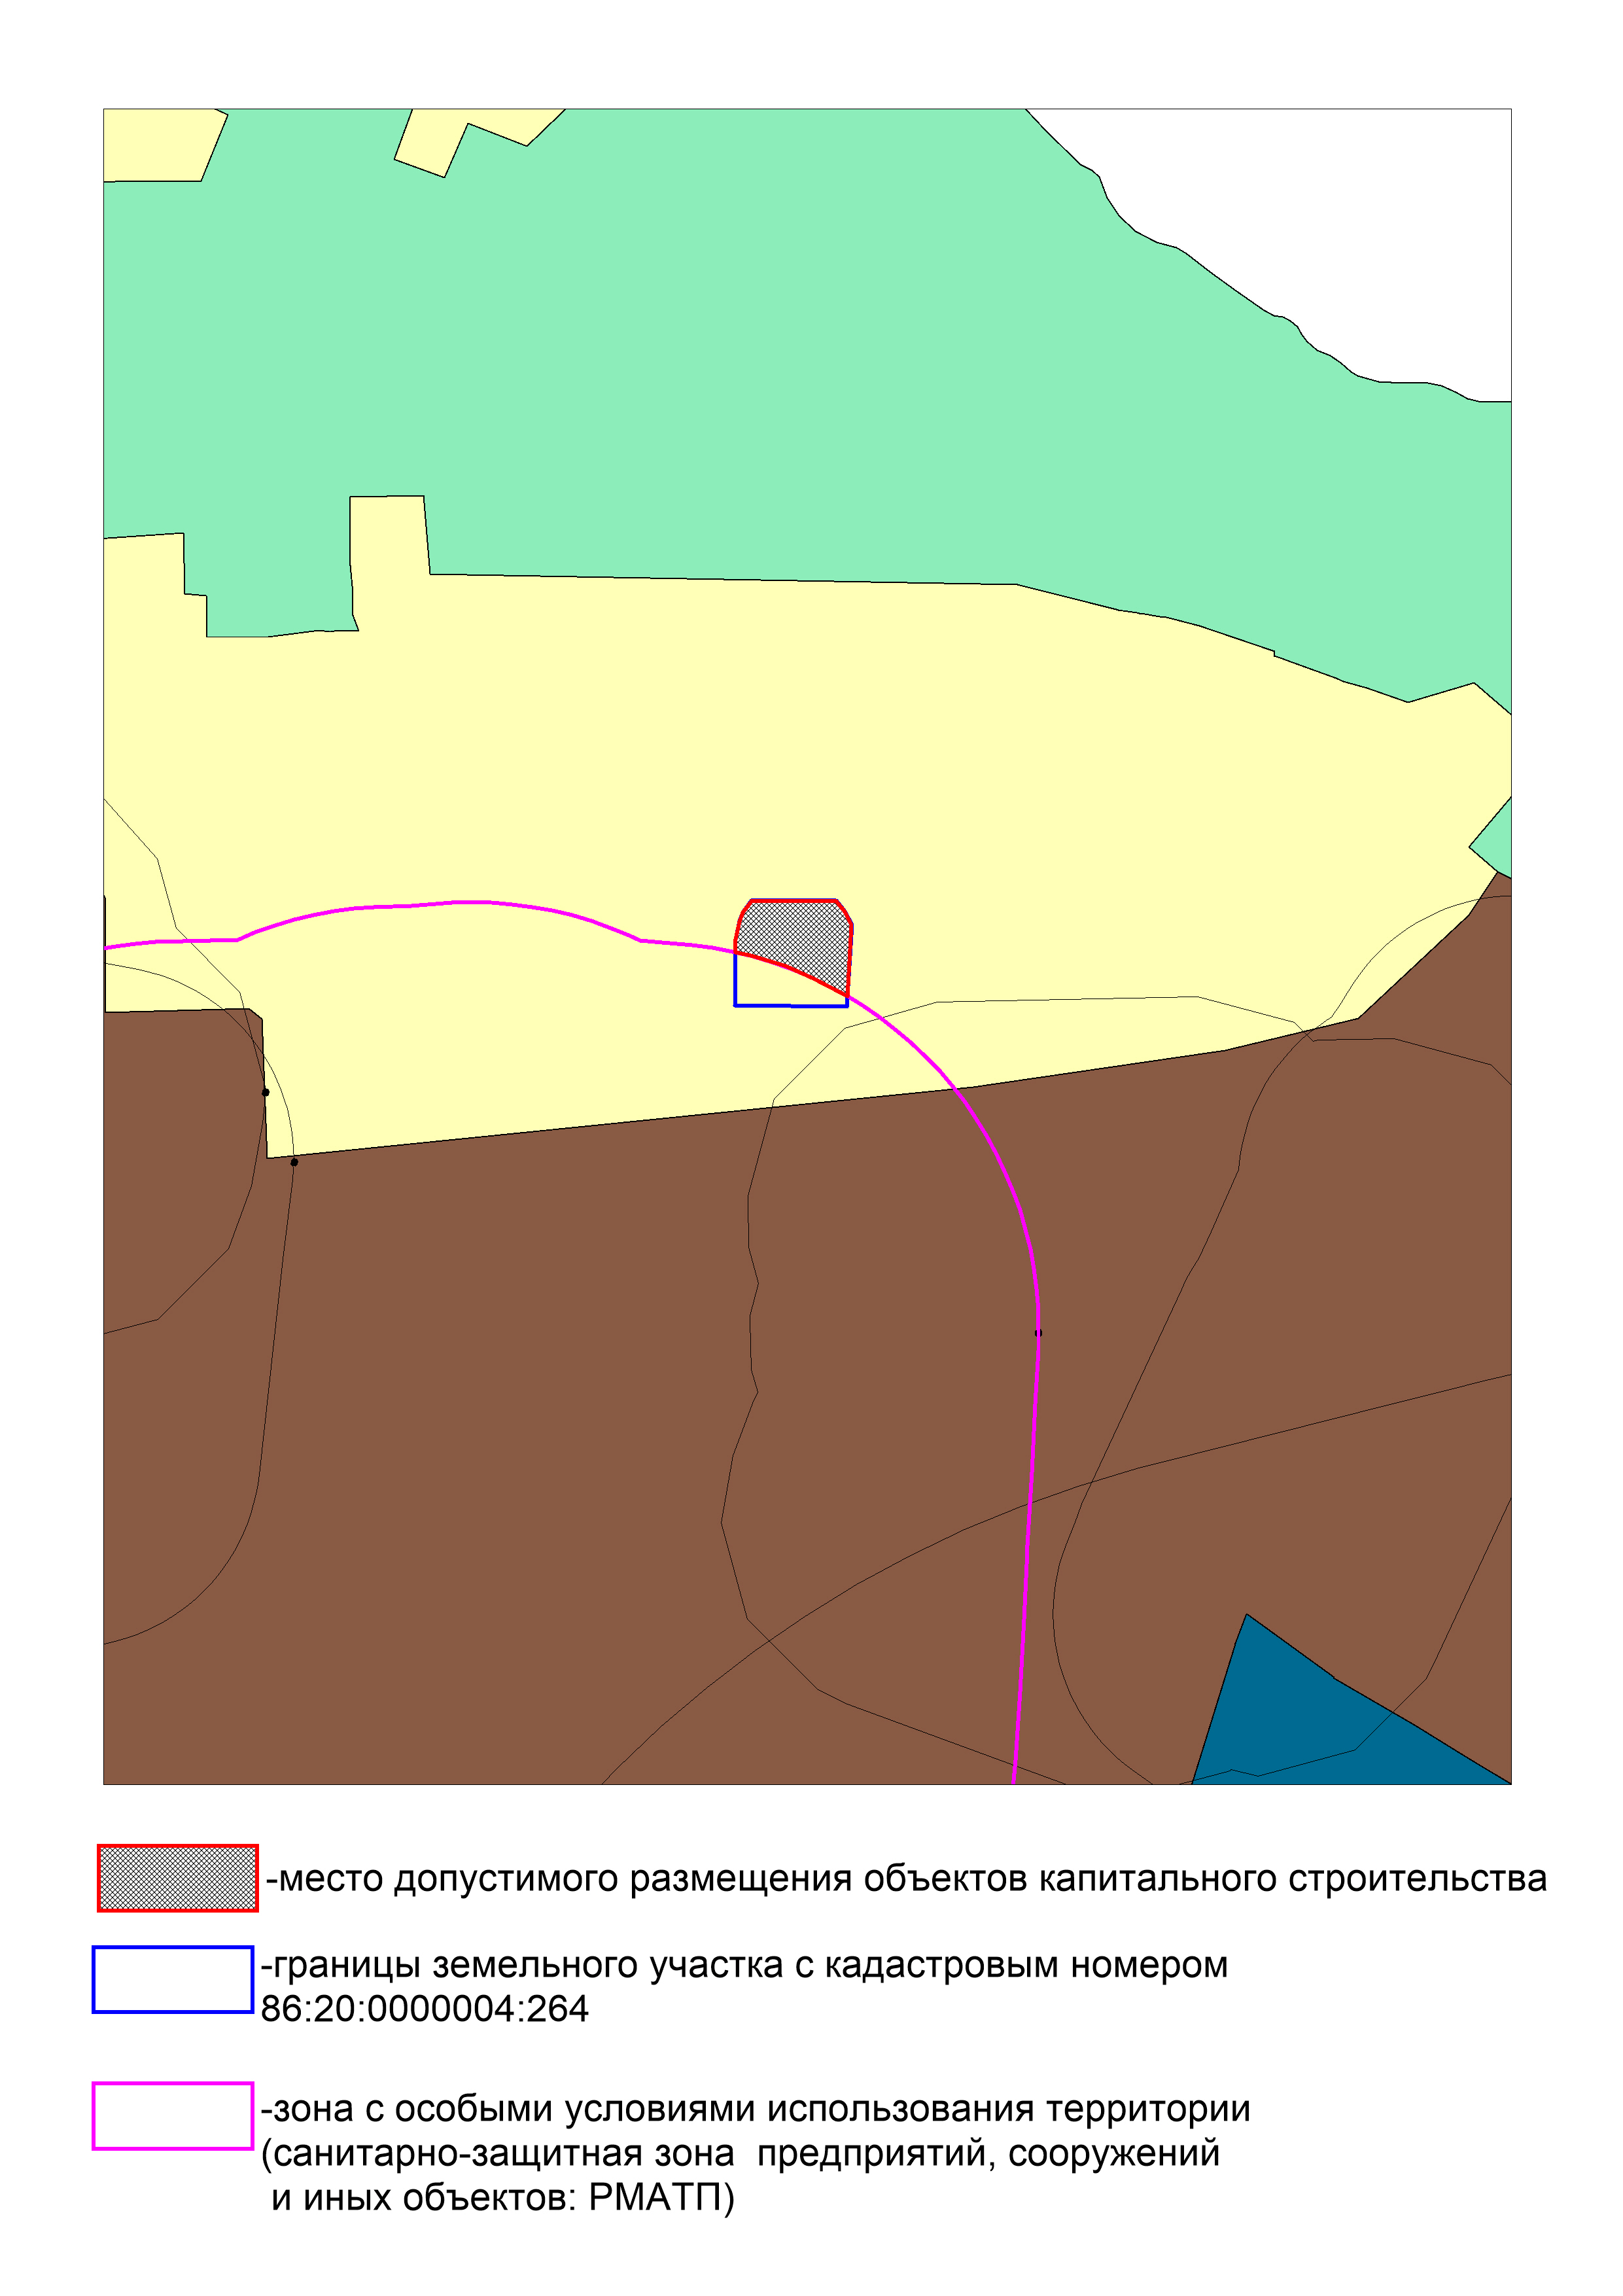 -место допустимого размещения объектов капитального строительства
-границы земельного участка с кадастровым номером
86:20:0000004:264
-зона с особыми условиями использования территории
(санитарно-защитная зона предприятий, сооружений
и иных объектов: РМАТП)